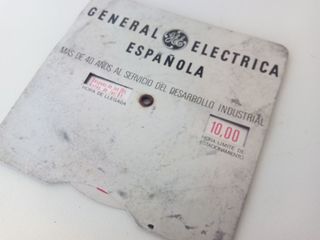 GENERAL GE ELECTRICA
ESPAÑOLA
MAS DE 40 AÑOS AL SERVICIO DEL DESARROLLO INDUSTRIAL
HORA DE LLEGADA
10,00
HORA LIMITE DE
ESTACIONAMIENTO